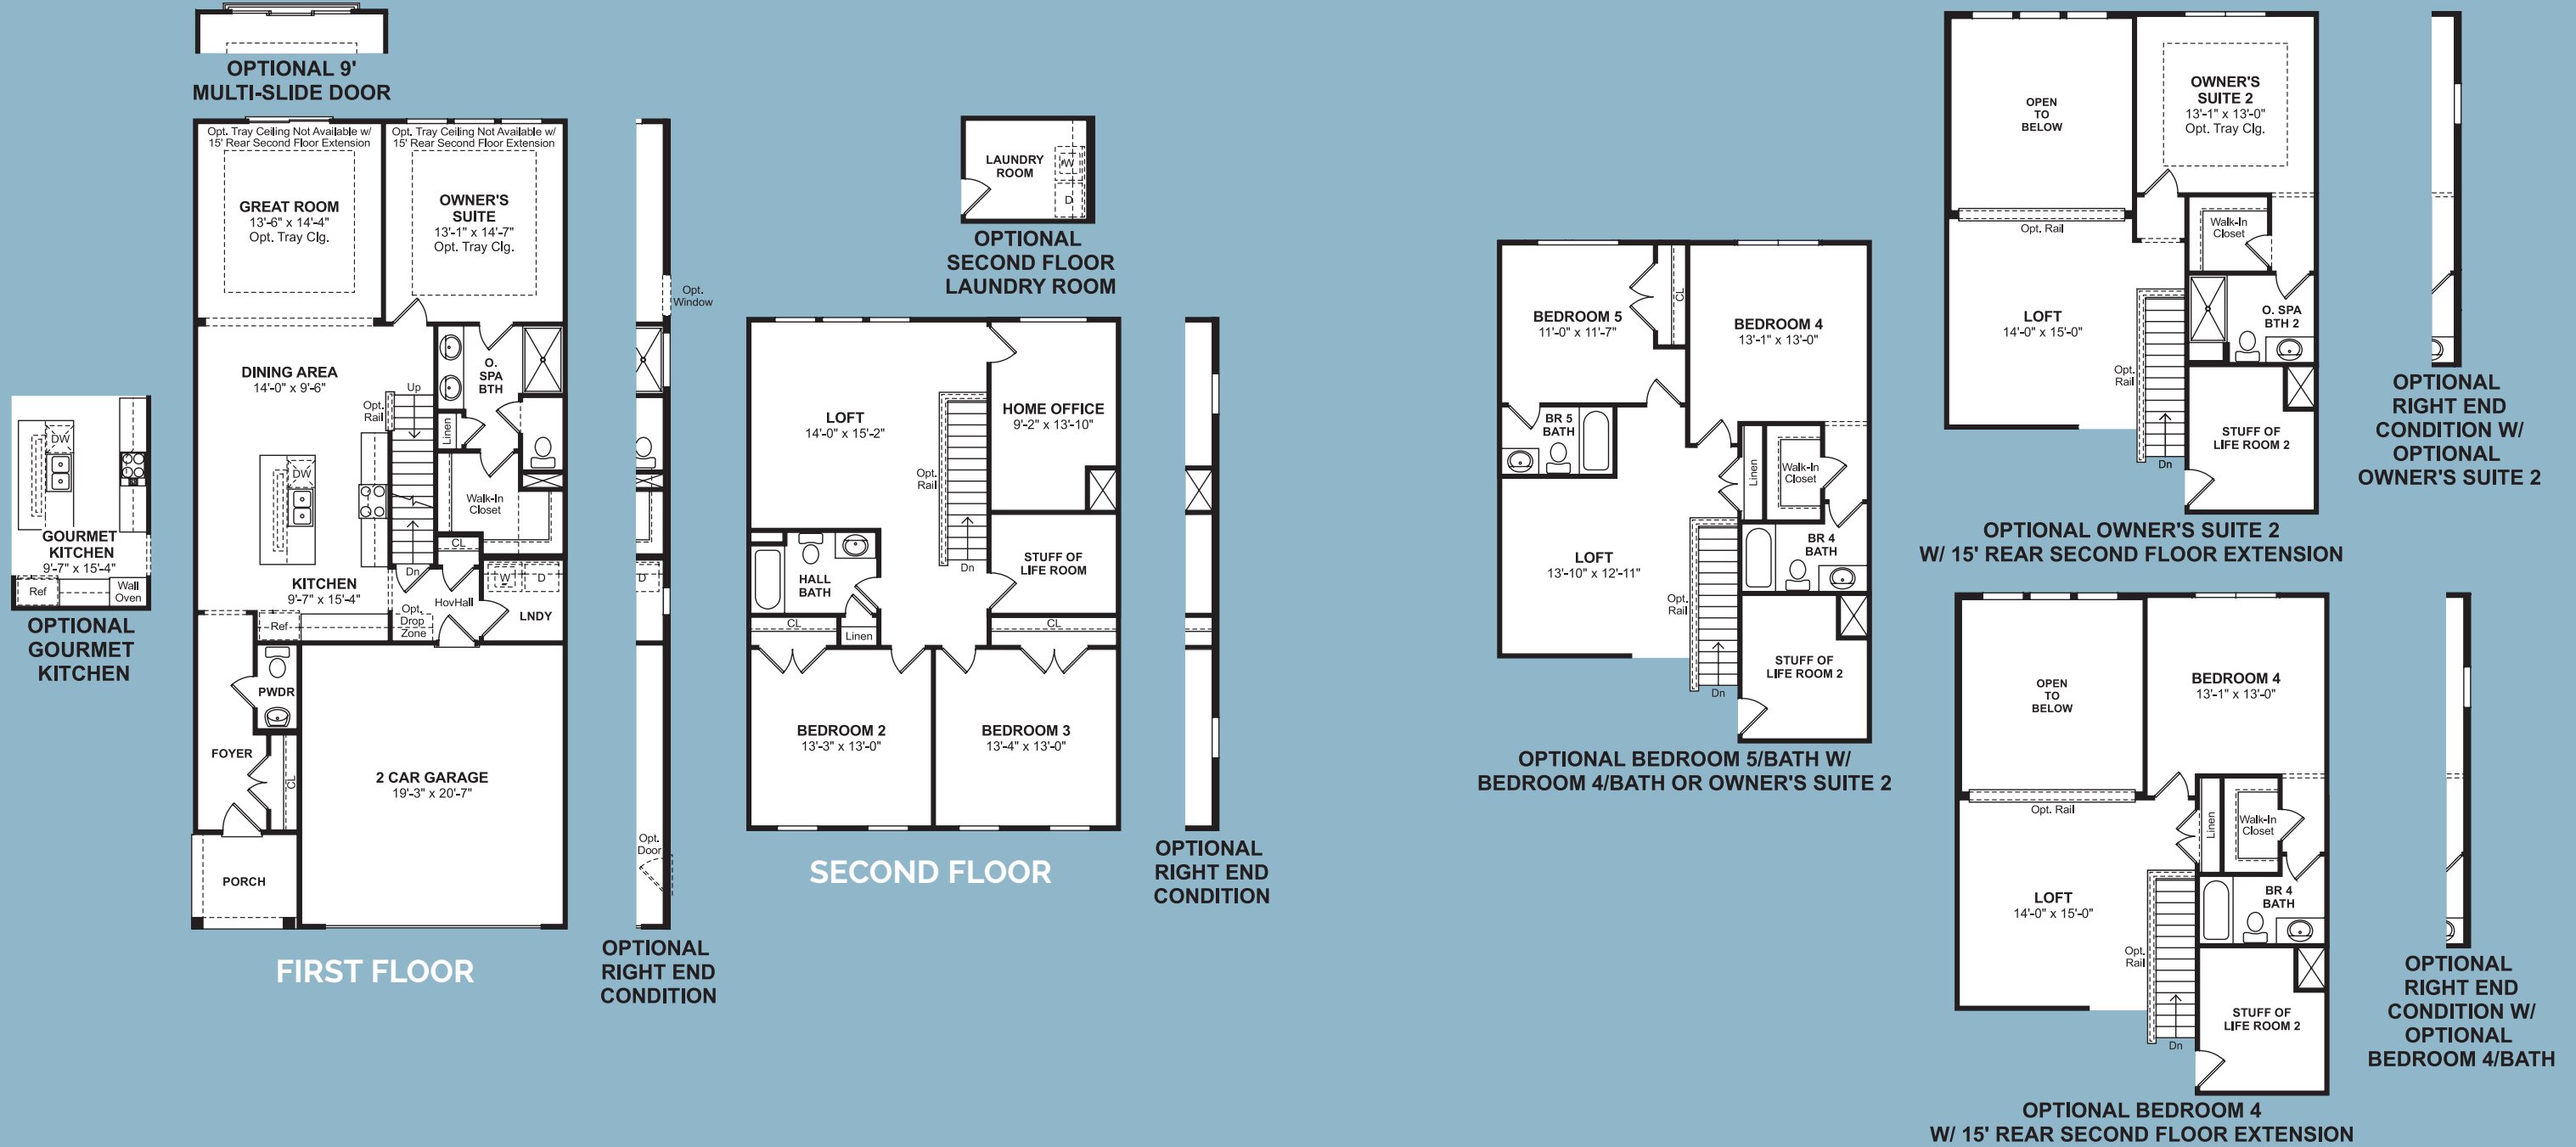 OPTIONAL 9'
MULTI-SLIDE DOOR
Opt. Tray Ceiling Not Available w/
15' Rear Second Floor Extension
Opt. Tray Ceiling Not Available w/
15' Rear Second Floor Extension
GREAT ROOM
13'-6" x 14'-4"
Opt. Tray Clg.
OWNER'S
SUITE
13'-1" x 14'-7"
Opt. Tray Clg.
DINING AREA
14'-0" x 9'-6"
Up
Opt.
Rail
O.
SPA
BTH
Linen
DW
Walk-In
Closet
CL
KITCHEN
9'-7" x 15'-4"
Dn
HovHall
W
D
LNDY
Opt.
Drop
Zone
Ref
PWDR
FOYER
CL
2 CAR GARAGE
19'-3" x 20'-7"
PORCH
FIRST FLOOR
DW
GOURMET
KITCHEN
9'-7" x 15'-4"
Ref
Wall
Oven
OPTIONAL
GOURMET
KITCHEN
Opt.
Window
D
Opt.
Door
OPTIONAL
RIGHT END
CONDITION
LAUNDRY
ROOM
W
D
OPTIONAL
SECOND FLOOR
LAUNDRY ROOM
LOFT
14'-0" x 15'-2"
HOME OFFICE
9'-2" x 13'-10"
Opt.
Rail
Dn
STUFF OF
LIFE ROOM
HALL
BATH
CL
Linen
CL
BEDROOM 2
13'-3" x 13'-0"
BEDROOM 3
13'-4" x 13'-0"
SECOND FLOOR
OPTIONAL
RIGHT END
CONDITION
BEDROOM 5
11'-0" x 11'-7"
CL
BEDROOM 4
13'-1" x 13'-0"
BR 5
BATH
Linen
Walk-In
Closet
BR 4
BATH
LOFT
13'-10" x 12'-11"
Opt.
Rail
Dn
STUFF OF
LIFE ROOM 2
OPTIONAL BEDROOM 5/BATH W/
BEDROOM 4/BATH OR OWNER'S SUITE 2
OPEN
TO
BELOW
OWNER'S
SUITE 2
13'-1" x 13'-0"
Opt. Tray Clg.
Opt. Rail
Walk-In
Closet
LOFT
14'-0" x 15'-0"
O. SPA
BTH 2
Opt.
Rail
Dn
STUFF OF
LIFE ROOM 2
OPTIONAL OWNER'S SUITE 2
W/ 15' REAR SECOND FLOOR EXTENSION
OPTIONAL
RIGHT END
CONDITION W/
OPTIONAL
OWNER'S SUITE 2
OPEN
TO
BELOW
BEDROOM 4
13'-1" x 13'-0"
Opt. Rail
Linen
Walk-In
Closet
LOFT
14'-0" x 15'-0"
BR 4
BATH
Opt.
Rail
Dn
STUFF OF
LIFE ROOM 2
OPTIONAL BEDROOM 4
W/ 15' REAR SECOND FLOOR EXTENSION
OPTIONAL
RIGHT END
CONDITION W/
OPTIONAL
BEDROOM 4/BATH